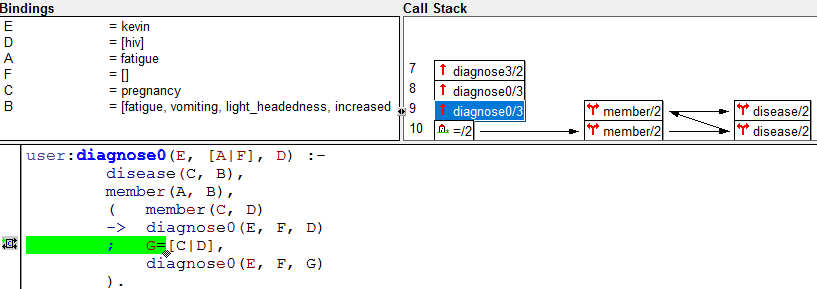 Bindings
E = kevin
D = [hiv]
A = fatigue
F = []
C = pregnancy
B = [fatigue, vomiting, light_headedness, increased
Call Stack
7 diagnose3/2
8 diagnose0/3
9 diagnose0/3 member/2 disease/2
10 =/2 member/2 disease/2
user:diagnose0(E, [A|F], D) :-
disease(C, B),
member(A, B),
( member(C, D)
-> diagnose0(E, F, D)
; G=[C|D],
diagnose0(E, F, G)
).